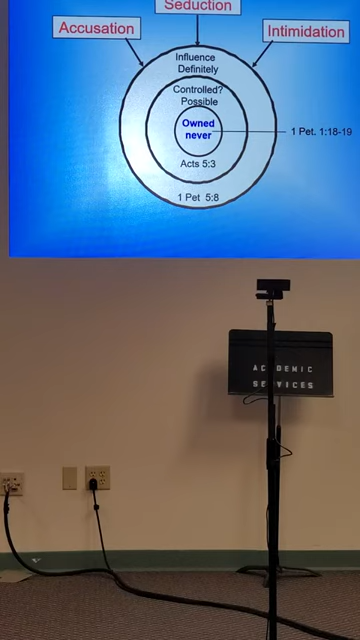 Seduction
Accusation
Intimidation
Influence
Definitely
Controlled?
Possible
Owned
never
1 Pet. 1:18-19
Acts 5:3
1 Pet 5:8
ACADEMIC
SERVICES